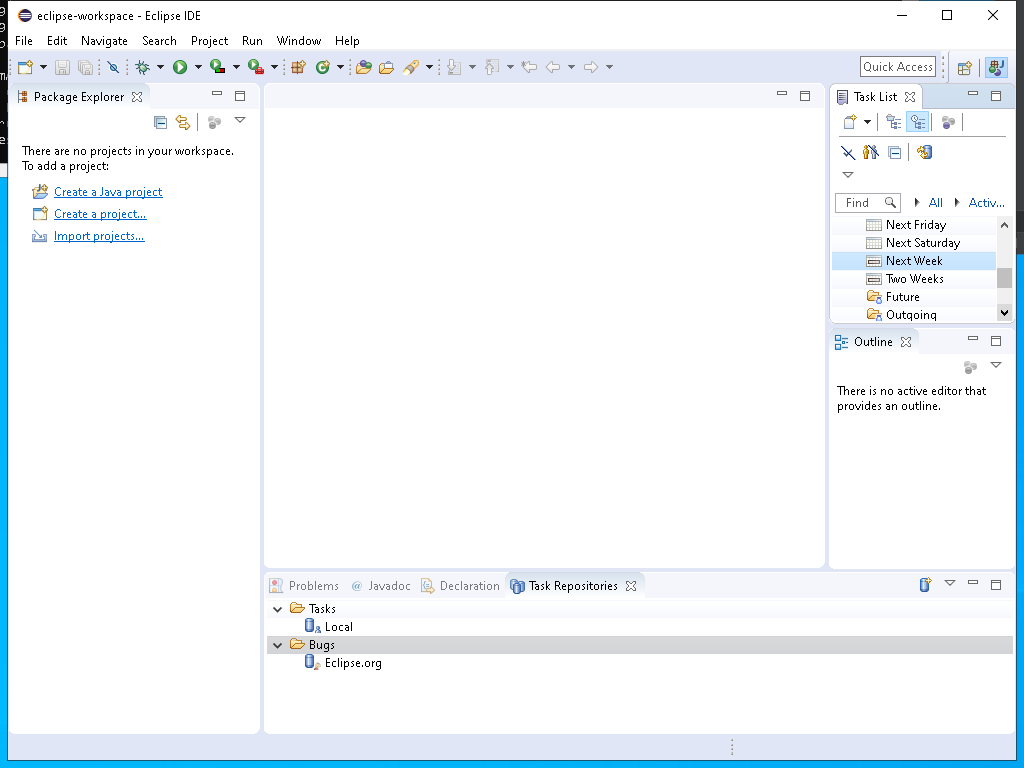 eclipse-workspace - Eclipse IDE
File Edit Navigate Search Project Run Window Help
Quick Access
Package Explorer
There are no projects in your workspace.
To add a project:
Create a Java project
Create a project...
Import projects...
Task List
Find All Activ...
Next Friday
Next Saturday
Next Week
Two Weeks
Future
Outgoing
Outline
There is no active editor that
provides an outline.
Problems @ Javadoc Declaration Task Repositories
Tasks
Local
Bugs
Eclipse.org